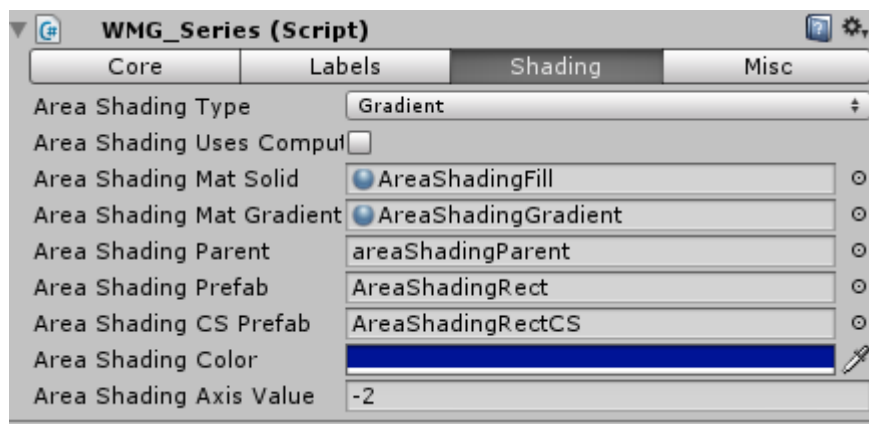 WMG_Series (Script)
Core Labels Shading Misc
Area Shading Type Gradient
Area Shading Uses Comput
Area Shading Mat Solid AreaShadingFill
Area Shading Mat Gradient AreaShadingGradient
Area Shading Parent areaShadingParent
Area Shading Prefab AreaShadingRect
Area Shading CS Prefab AreaShadingRectCS
Area Shading Color
Area Shading Axis Value -2